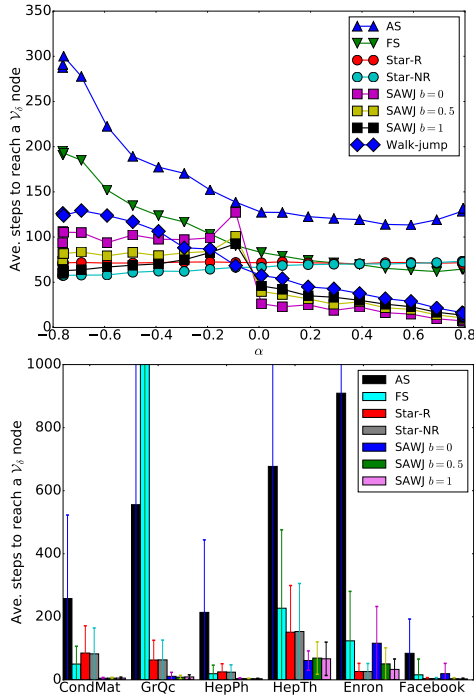 350
300
250
200
150
100
50
0
Ave. steps to reach a 𝒱δ node
AS
FS
Star-R
Star-NR
SAWJ b = 0
SAWJ b = 0.5
SAWJ b = 1
Walk-jump
−0.8 −0.6 −0.4 −0.2 0.0 0.2 0.4 0.6 0.8
α
1000
800
600
400
200
0
Ave. steps to reach a 𝒱δ node
AS
FS
Star-R
Star-NR
SAWJ b = 0
SAWJ b = 0.5
SAWJ b = 1
CondMat GrQc HepPh HepTh Enron Facebook